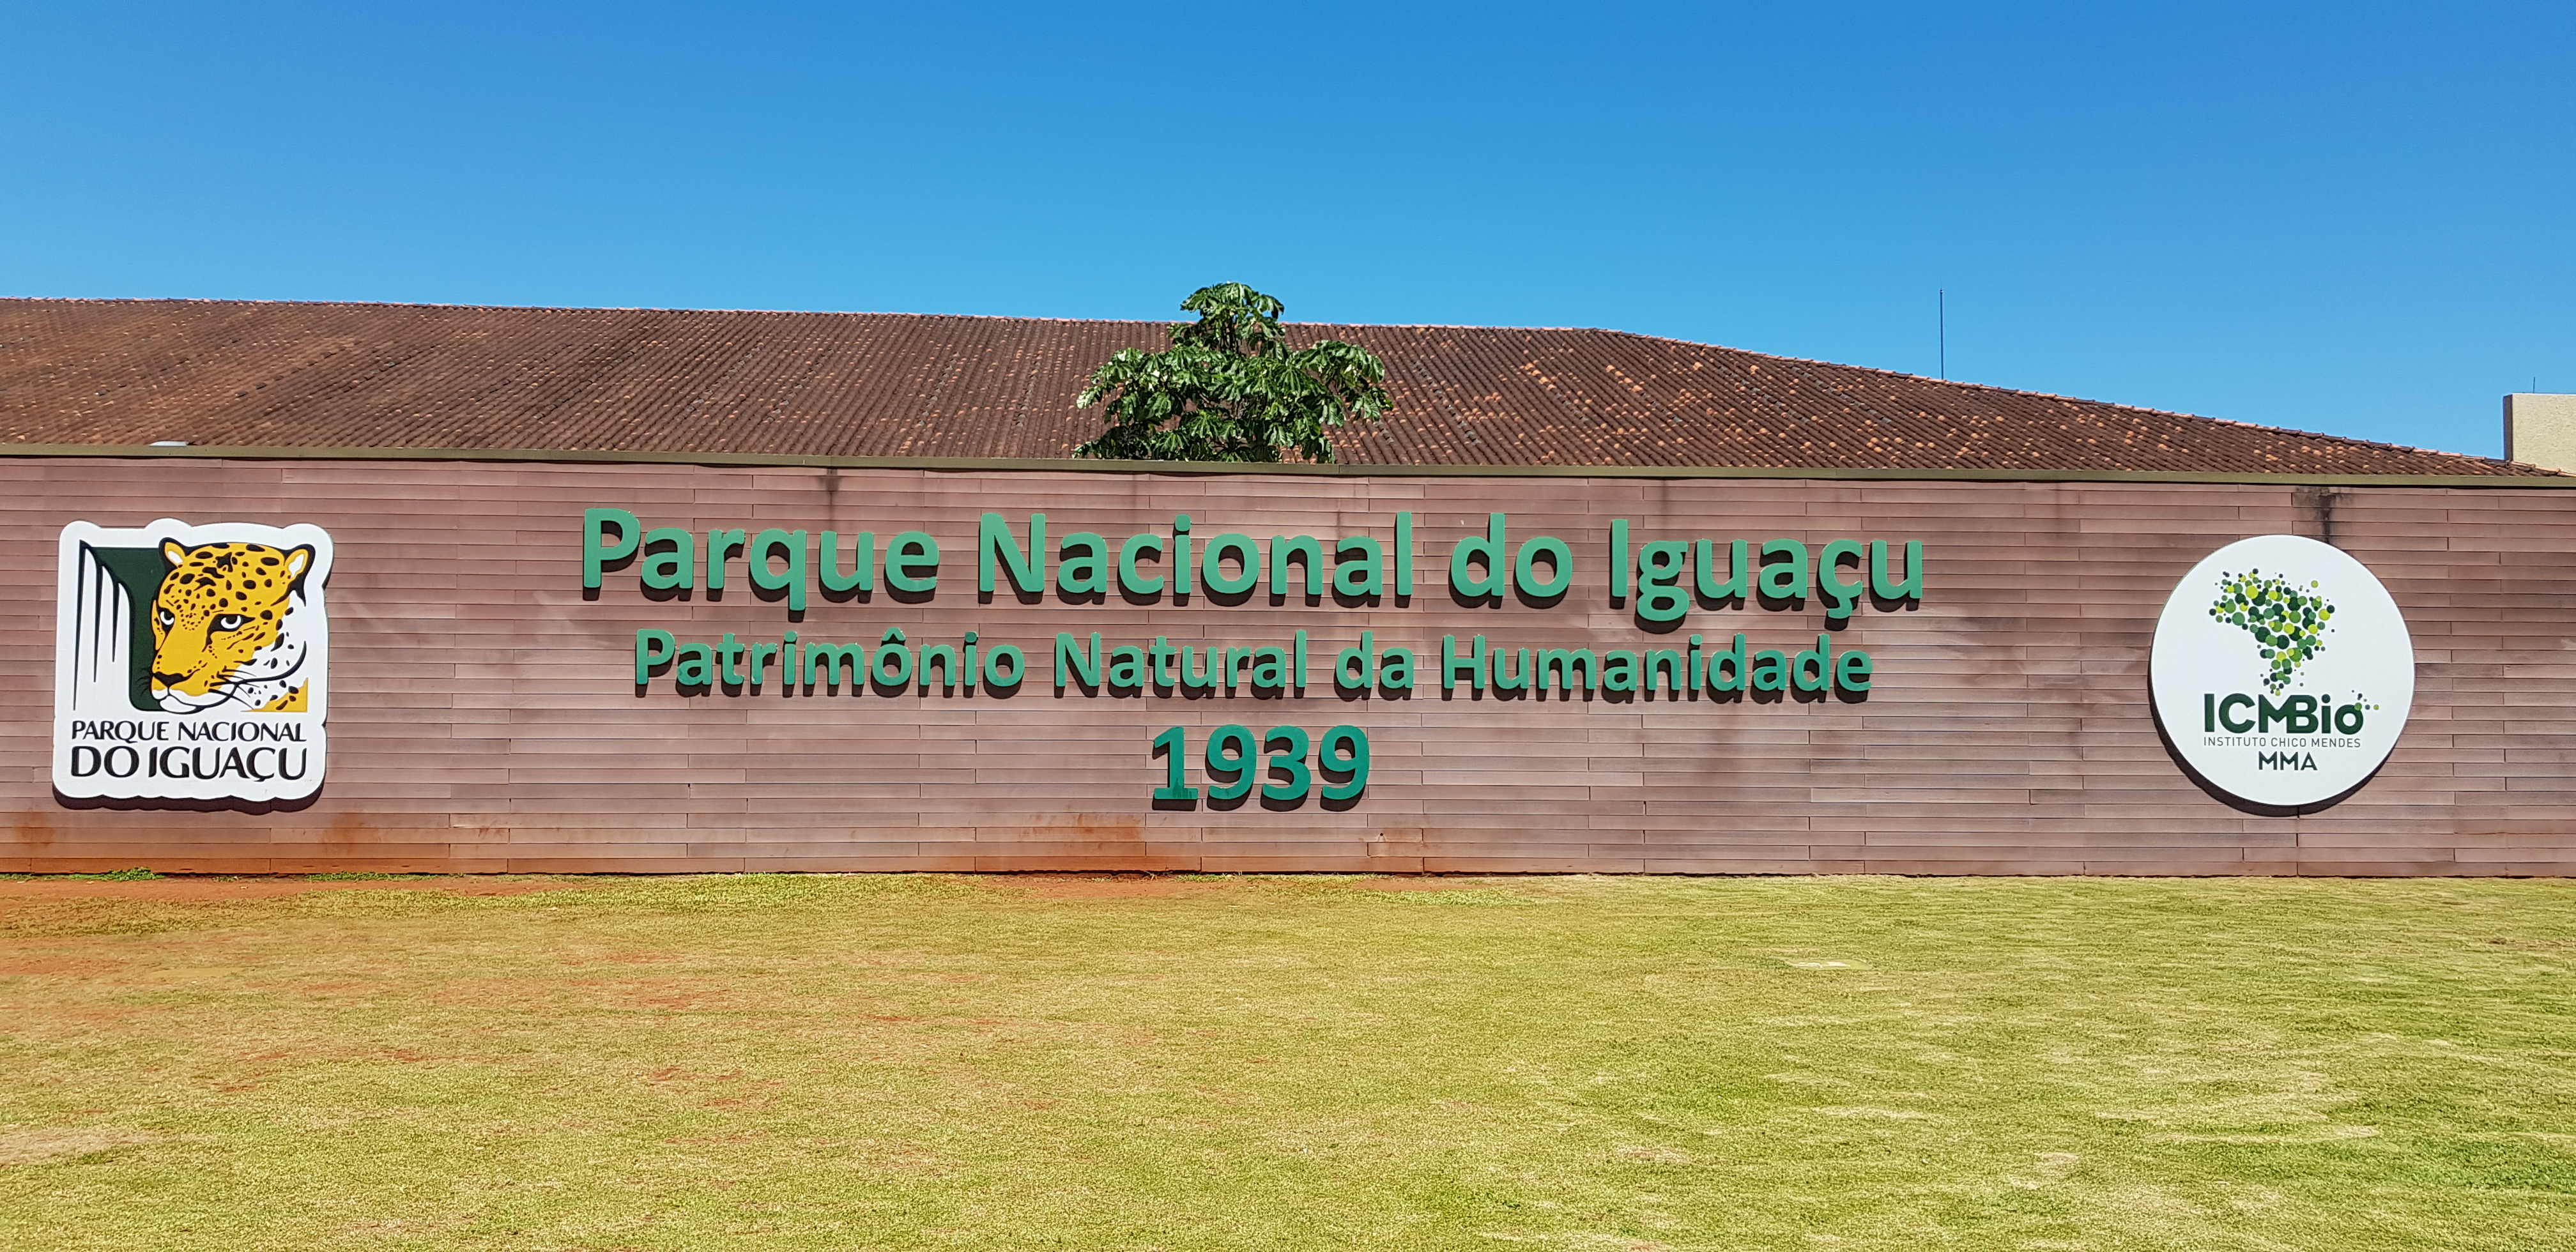 Parque Nacional do Iguaçu
Patrimônio Natural da Humanidade
1939
PARQUE NACIONAL
DO IGUAÇU
ICMBio
INSTITUTO CHICO MENDES
MMA